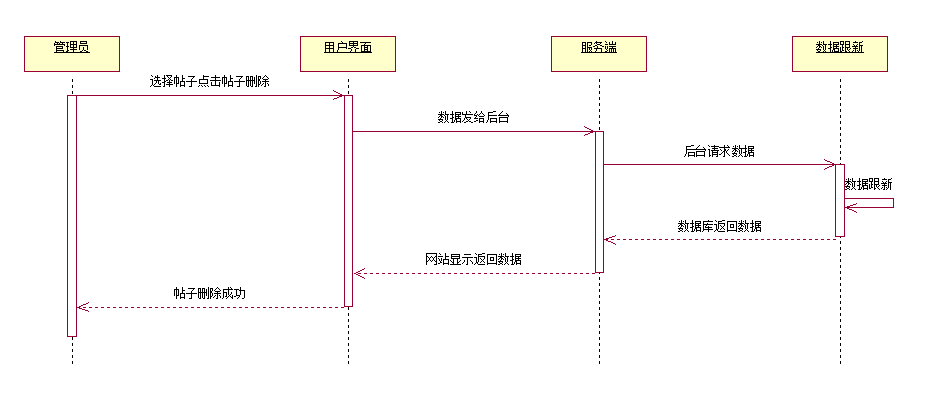 管理员
用户界面
服务端
数据跟新
选择帖子点击帖子删除
数据发给后台
后台请求数据
数据跟新
数据库返回数据
网站显示返回数据
帖子删除成功